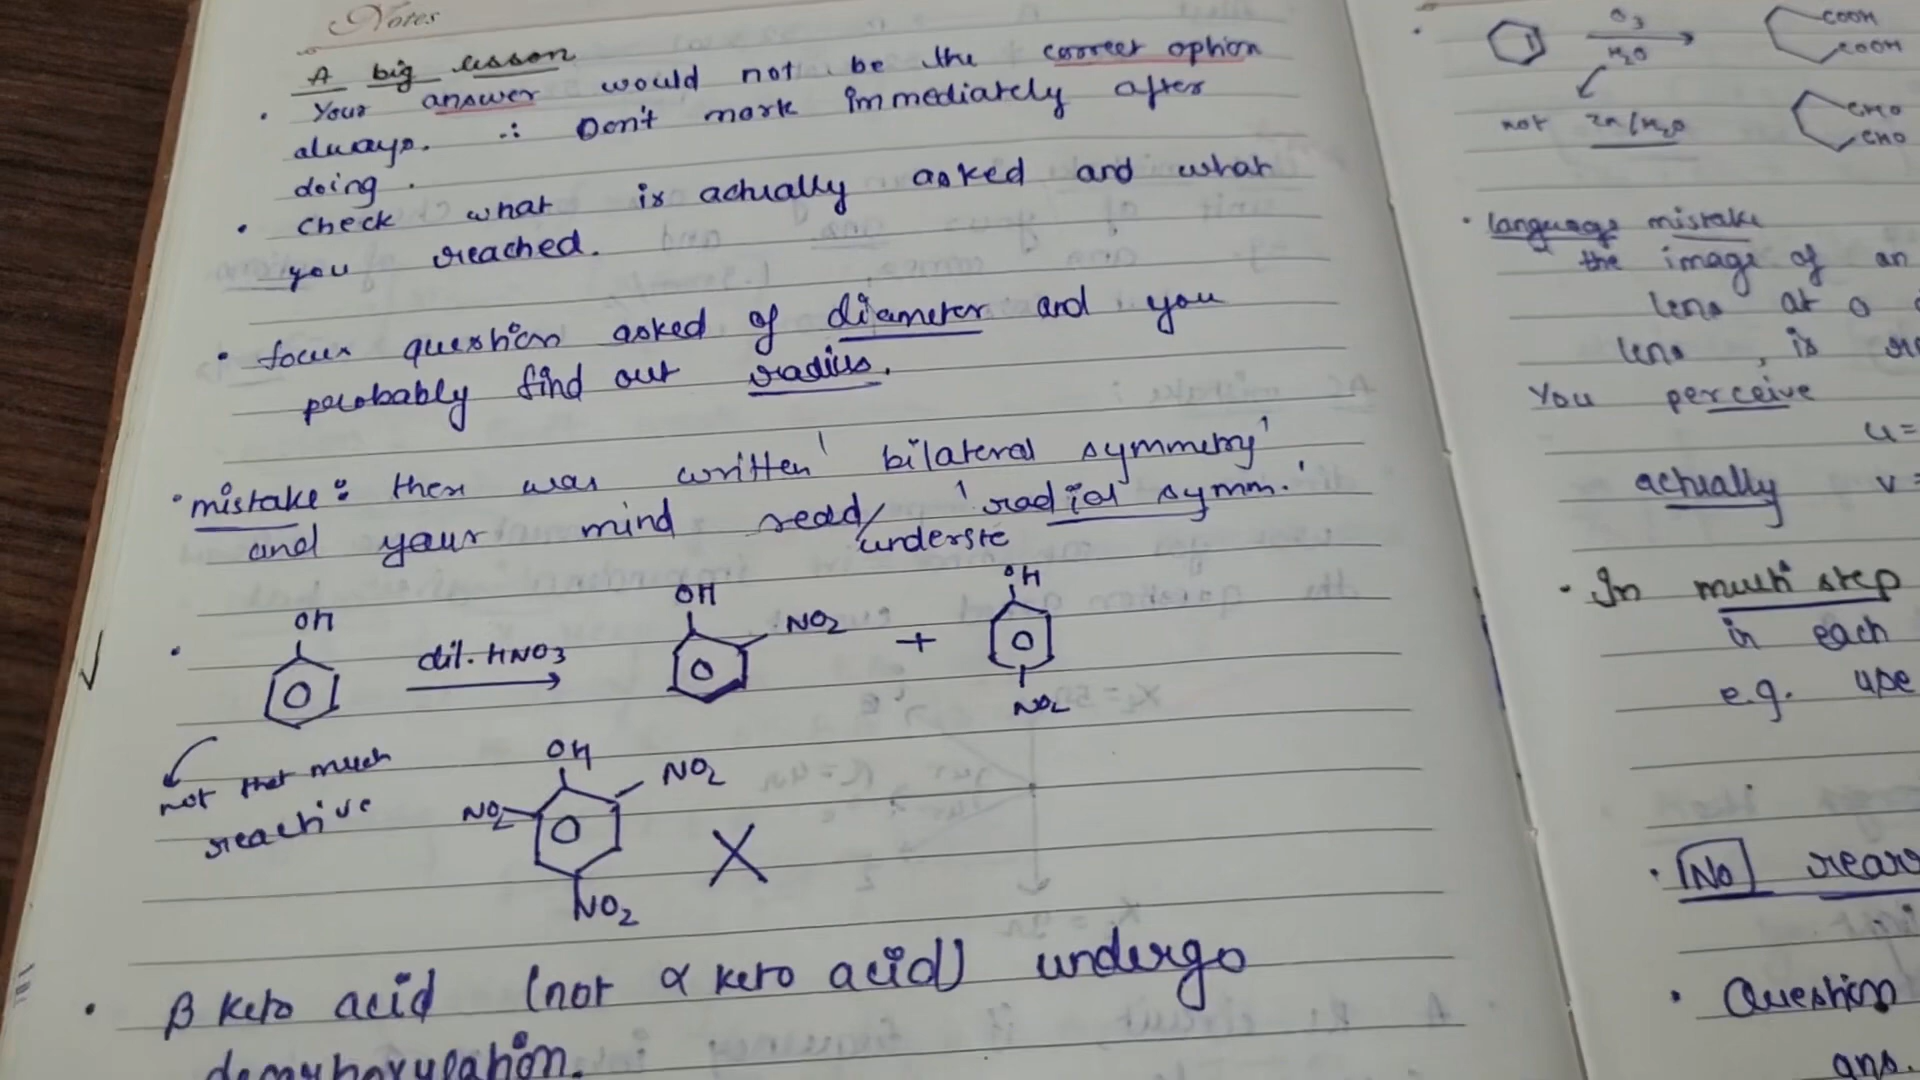 Notes
A big lesson
• Your answer would not be the correct option
always. ∴ Don't mark immediately after
doing.
• check what is actually asked and what
you reached.
• focus question asked of diameter and you
probably find out radius.
• mistake: there was written 'bilateral symmetry'
and your mind read/ 'radial symm.'
underste
OH
dil. HNO3
OH
NO2
+
OH
NO2
not that much
reactive
OH
NO2
NO2
NO2
X
• β keto acid (not α keto acid) undergo
decarboxylation.
O3
H2O
COOH
COOH
not Zn/H2O
CHO
CHO
• language mistake
the image of an
lens at a
lens, is
You perceive
u=
actually v=
• In much step
in each
e.g. use
• No
• Question
ans.